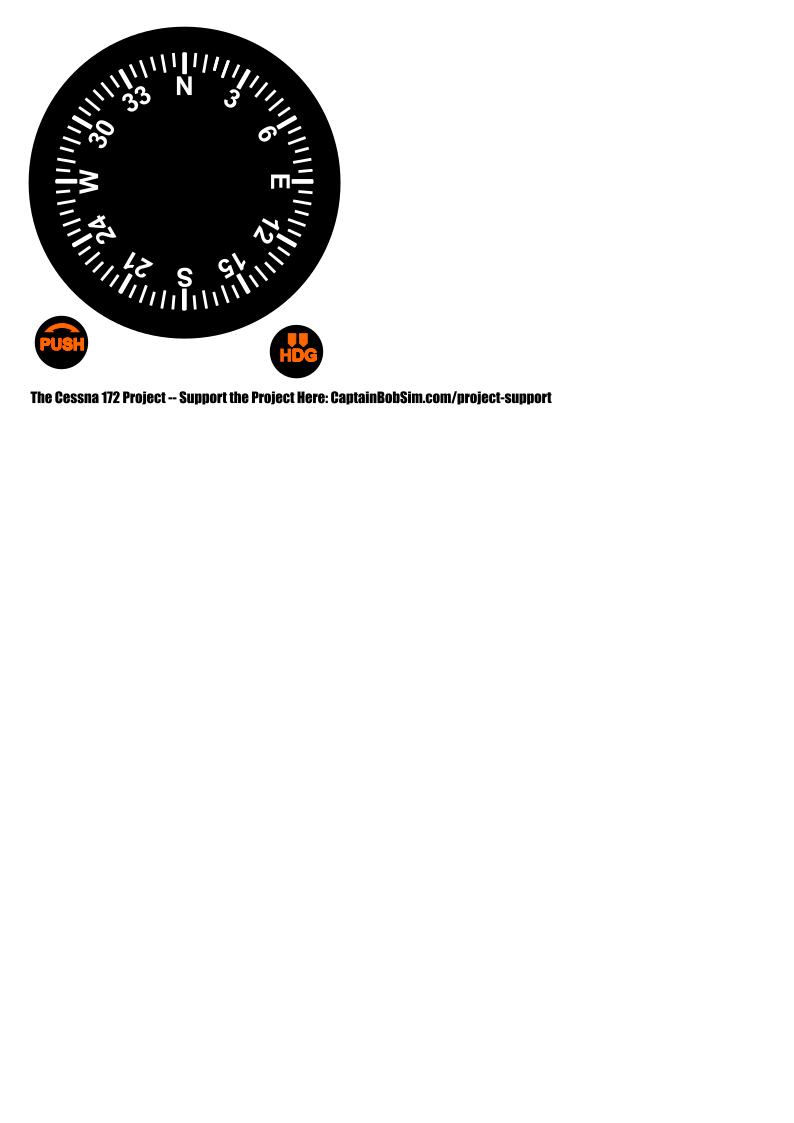 N
3
6
E
12
15
S
21
24
W
30
33
PUSH
HDG
The Cessna 172 Project -- Support the Project Here: CaptainBobSim.com/project-support